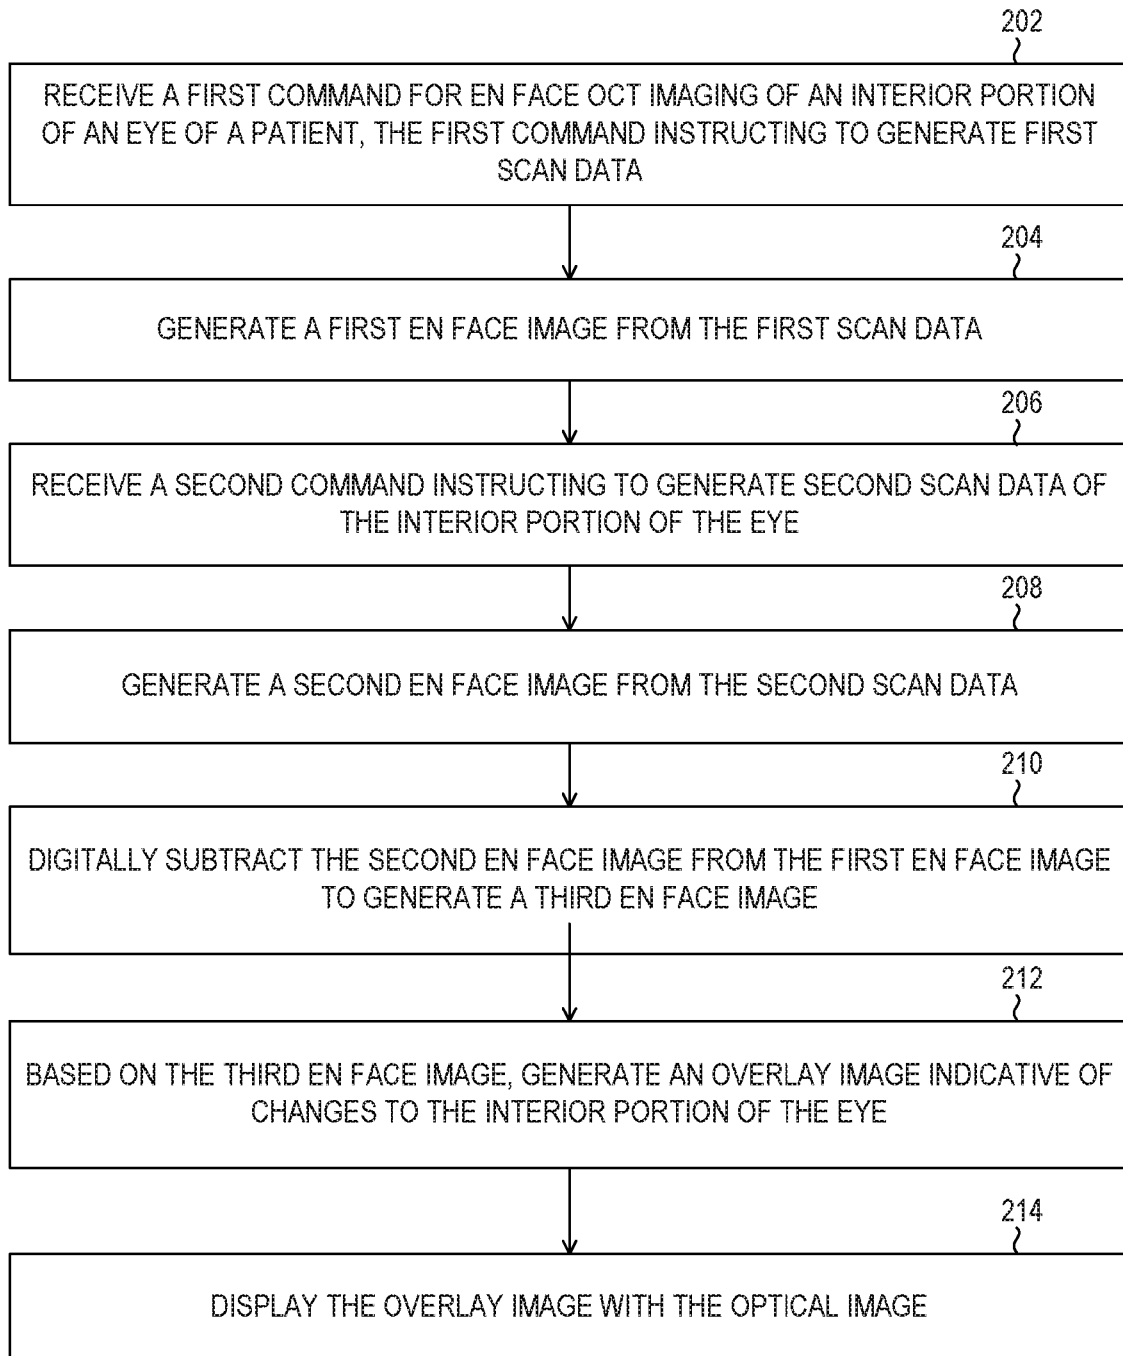 202
RECEIVE A FIRST COMMAND FOR EN FACE OCT IMAGING OF AN INTERIOR PORTION
OF AN EYE OF A PATIENT, THE FIRST COMMAND INSTRUCTING TO GENERATE FIRST
SCAN DATA
204
GENERATE A FIRST EN FACE IMAGE FROM THE FIRST SCAN DATA
206
RECEIVE A SECOND COMMAND INSTRUCTING TO GENERATE SECOND SCAN DATA OF
THE INTERIOR PORTION OF THE EYE
208
GENERATE A SECOND EN FACE IMAGE FROM THE SECOND SCAN DATA
210
DIGITALLY SUBTRACT THE SECOND EN FACE IMAGE FROM THE FIRST EN FACE IMAGE
TO GENERATE A THIRD EN FACE IMAGE
212
BASED ON THE THIRD EN FACE IMAGE, GENERATE AN OVERLAY IMAGE INDICATIVE OF
CHANGES TO THE INTERIOR PORTION OF THE EYE
214
DISPLAY THE OVERLAY IMAGE WITH THE OPTICAL IMAGE